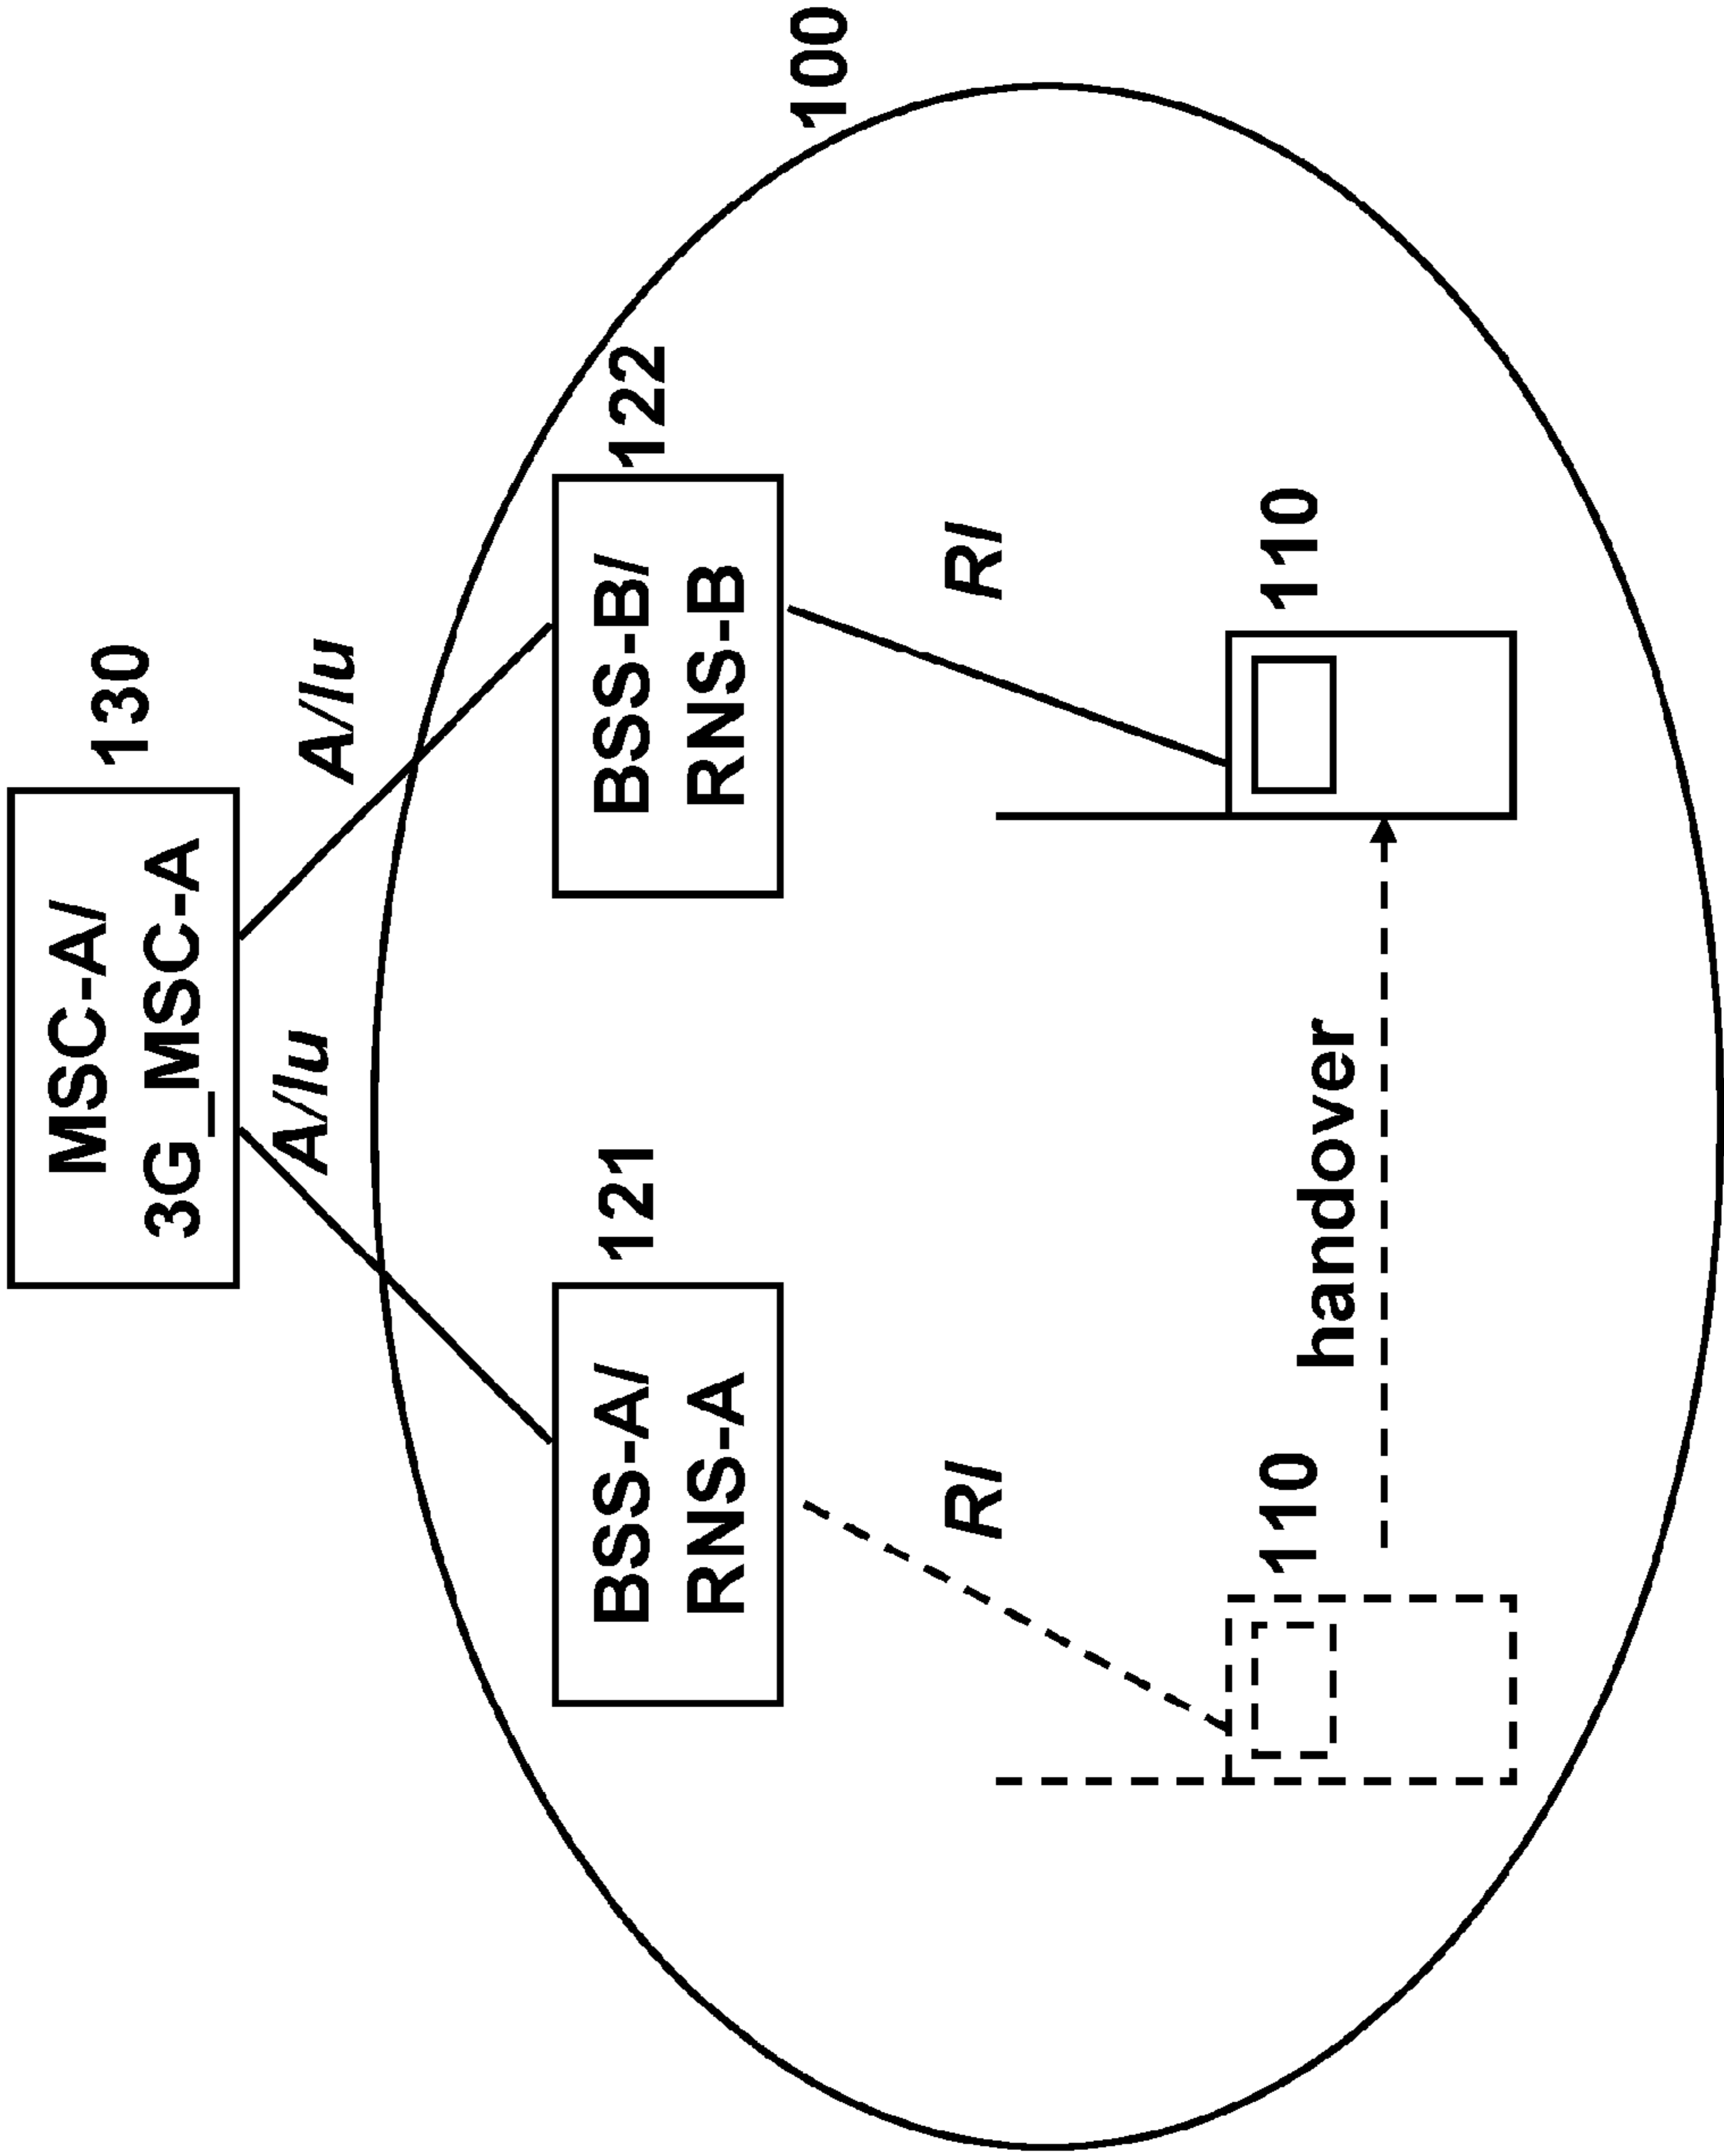 MSC-A/
3G_MSC-A
130
A/Iu
A/Iu
BSS-A/
RNS-A
121
BSS-B/
RNS-B
122
100
RI
RI
110
110
handover